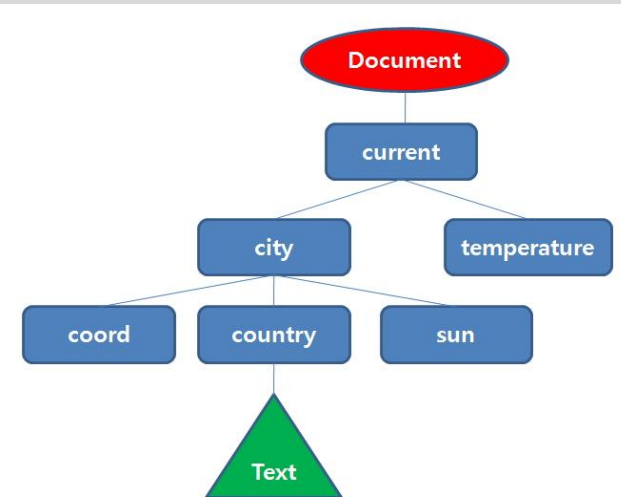 Document
current
city
temperature
coord
country
sun
Text